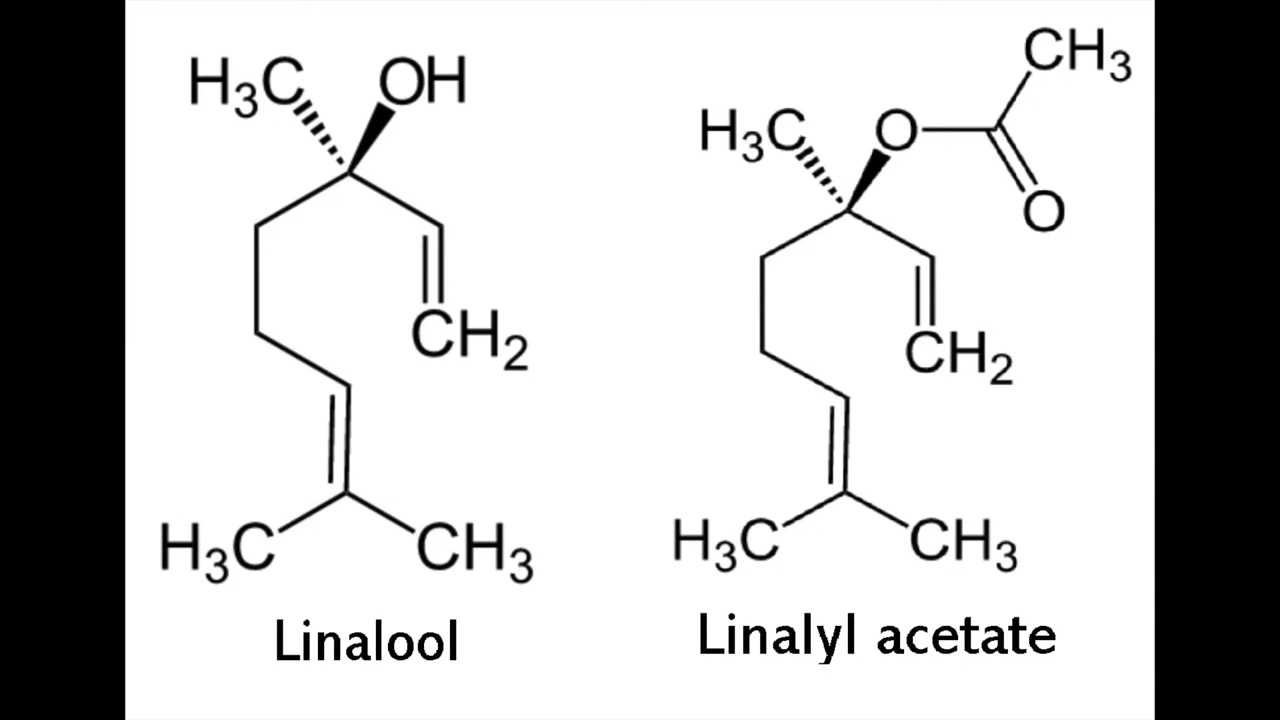 H₃C OH
CH₂
H₃C CH₃
Linalool
CH₃
H₃C O
O
CH₂
H₃C CH₃
Linalyl acetate